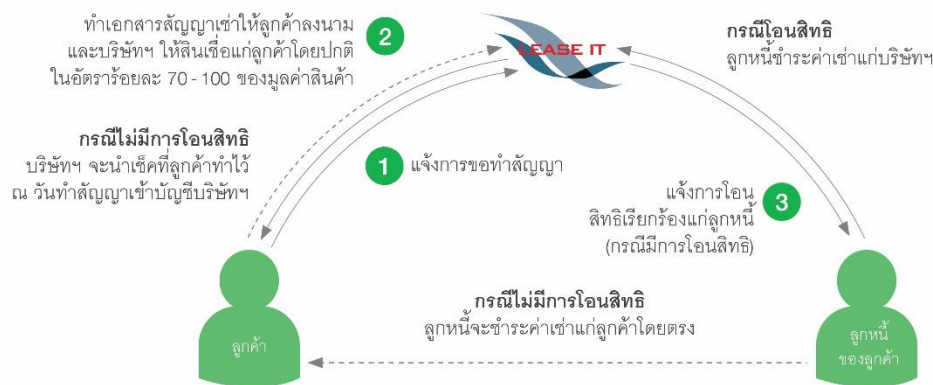 ทำเอกสารสัญญาเช่าให้ลูกค้าลงนาม
และบริษัทฯ ให้สินเชื่อแก่ลูกค้าโดยปกติ
ในอัตราร้อยละ 70 - 100 ของมูลค่าสินค้า
2
LEASE IT
กรณีโอนสิทธิ
ลูกหนี้ชำระค่าเช่าแก่บริษัทฯ
กรณีไม่มีการโอนสิทธิ
บริษัทฯ จะนำเช็คที่ลูกค้าทำไว้
ณ วันทำสัญญาเข้าบัญชีบริษัทฯ
1 แจ้งการขอทำสัญญา
แจ้งการโอน
สิทธิเรียกร้องแก่ลูกหนี้
(กรณีมีการโอนสิทธิ)
3
กรณีไม่มีการโอนสิทธิ
ลูกหนี้จะชำระค่าเช่าแก่ลูกค้าโดยตรง
ลูกค้า
ลูกหนี้
ของลูกค้า